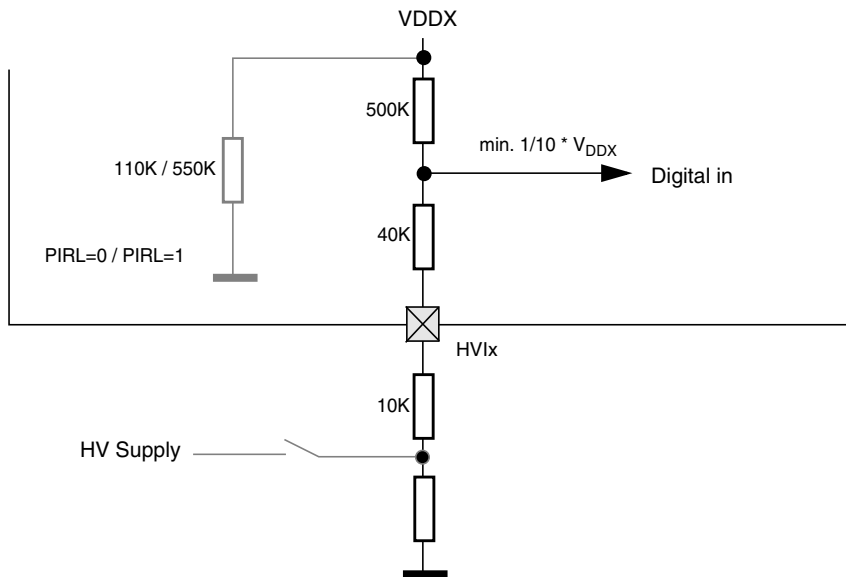 VDDX
500K
min. 1/10 * VDDX
110K / 550K
Digital in
40K
PIRL=0 / PIRL=1
HVIx
10K
HV Supply